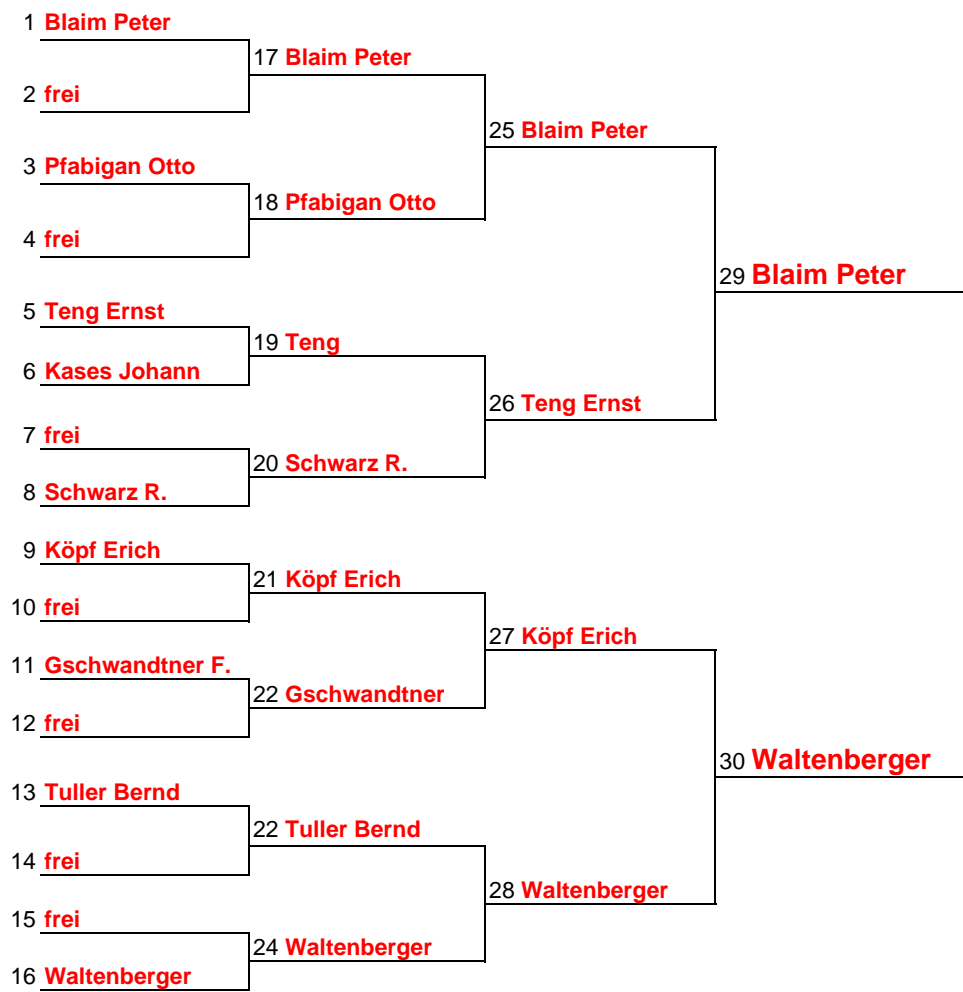 1 Blaim Peter
2 frei
3 Pfabigan Otto
4 frei
5 Teng Ernst
6 Kases Johann
7 frei
8 Schwarz R.
9 Köpf Erich
10 frei
11 Gschwandtner F.
12 frei
13 Tuller Bernd
14 frei
15 frei
16 Waltenberger
17 Blaim Peter
18 Pfabigan Otto
19 Teng
20 Schwarz R.
21 Köpf Erich
22 Gschwandtner
22 Tuller Bernd
24 Waltenberger
25 Blaim Peter
26 Teng Ernst
27 Köpf Erich
28 Waltenberger
29 Blaim Peter
30 Waltenberger